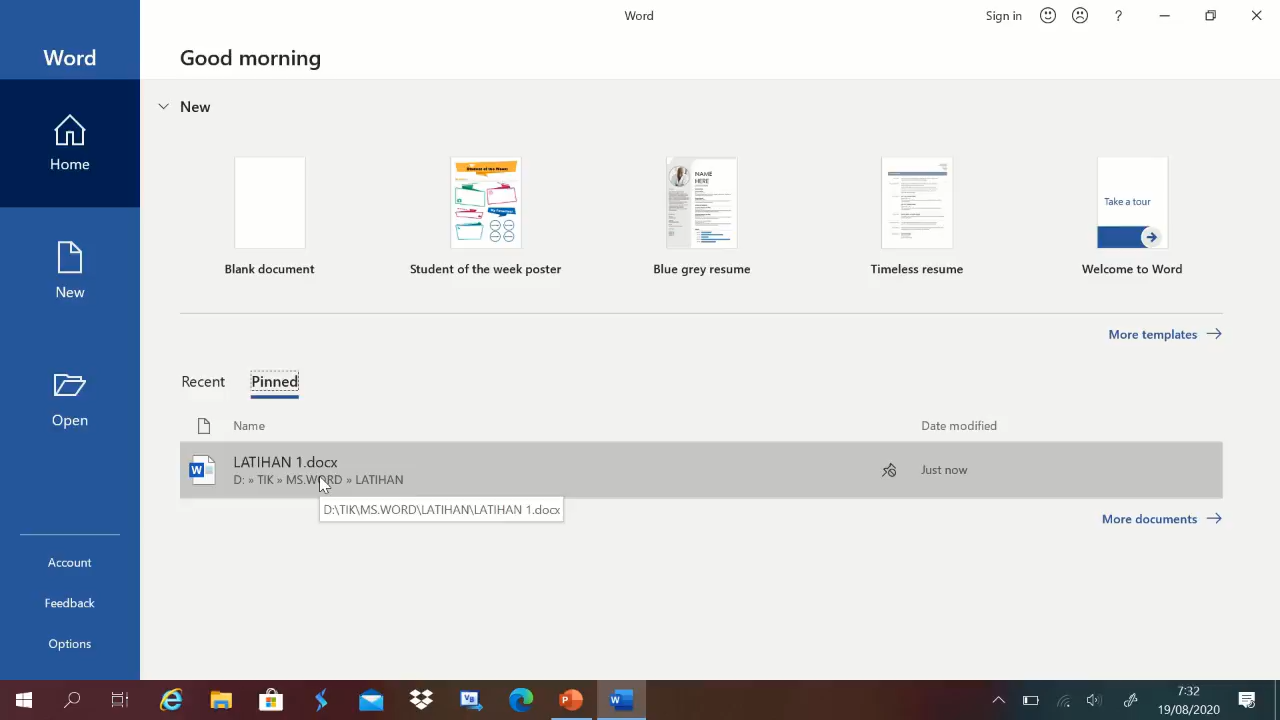 Word
Sign in
?
Word
Good morning
New
Home
New
Open
Account
Feedback
Options
NAME
HERE
Take a tour
Blank document
Student of the week poster
Blue grey resume
Timeless resume
Welcome to Word
More templates
Recent
Pinned
Name
Date modified
W
LATIHAN 1.docx
D: » TIK » MS.WORD » LATIHAN
Just now
D:\TIK\MS.WORD\LATIHAN\LATIHAN 1.docx
More documents
7:32
19/08/2020